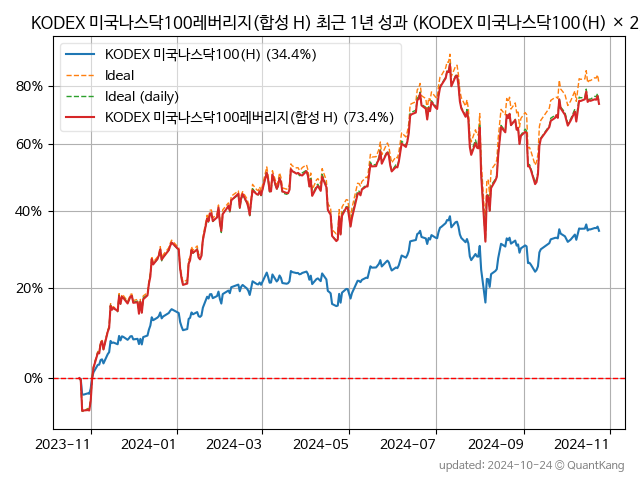 KODEX 미국나스닥100레버리지(합성 H) 최근 1년 성과 (KODEX 미국나스닥100(H) × 2
KODEX 미국나스닥100(H) (34.4%)
Ideal
Ideal (daily)
KODEX 미국나스닥100레버리지(합성 H) (73.4%)
80%
60%
40%
20%
0%
2023-11 2024-01 2024-03 2024-05 2024-07 2024-09 2024-11
updated: 2024-10-24 © QuantKang